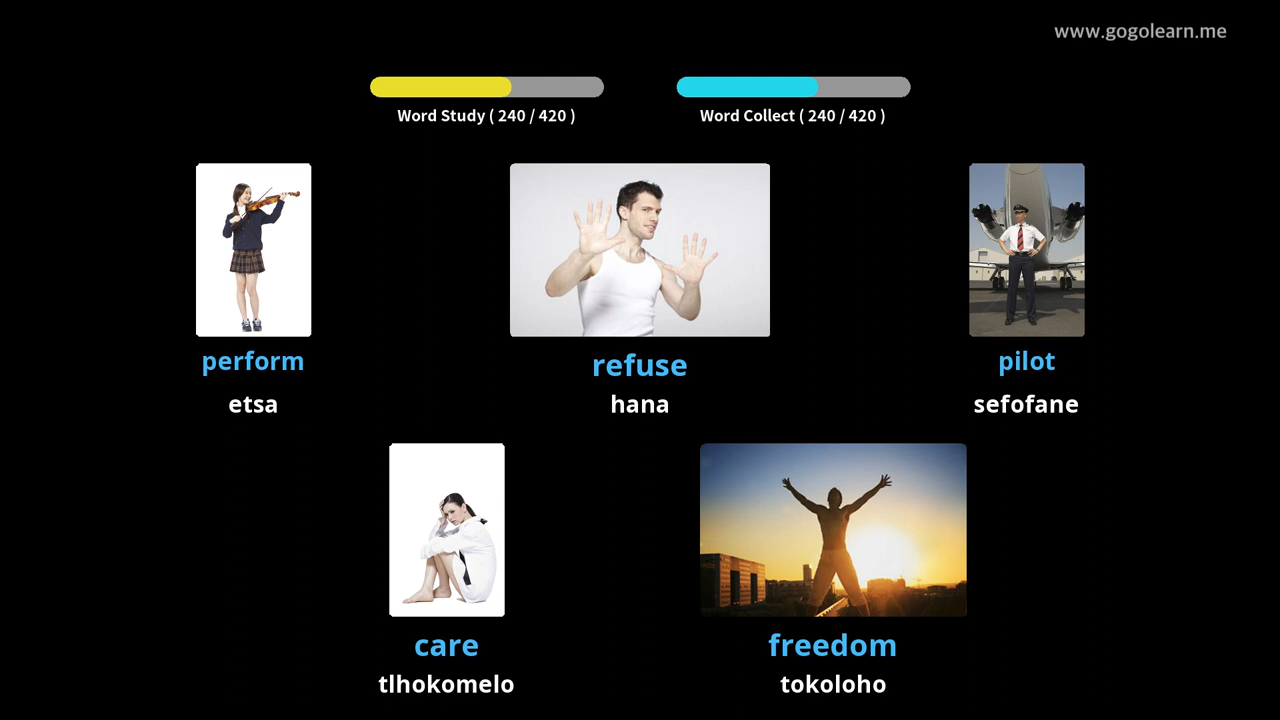 www.gogolearn.me
Word Study ( 240 / 420 )
Word Collect ( 240 / 420 )
perform
etsa
refuse
hana
pilot
sefofane
care
tlhokomelo
freedom
tokoloho